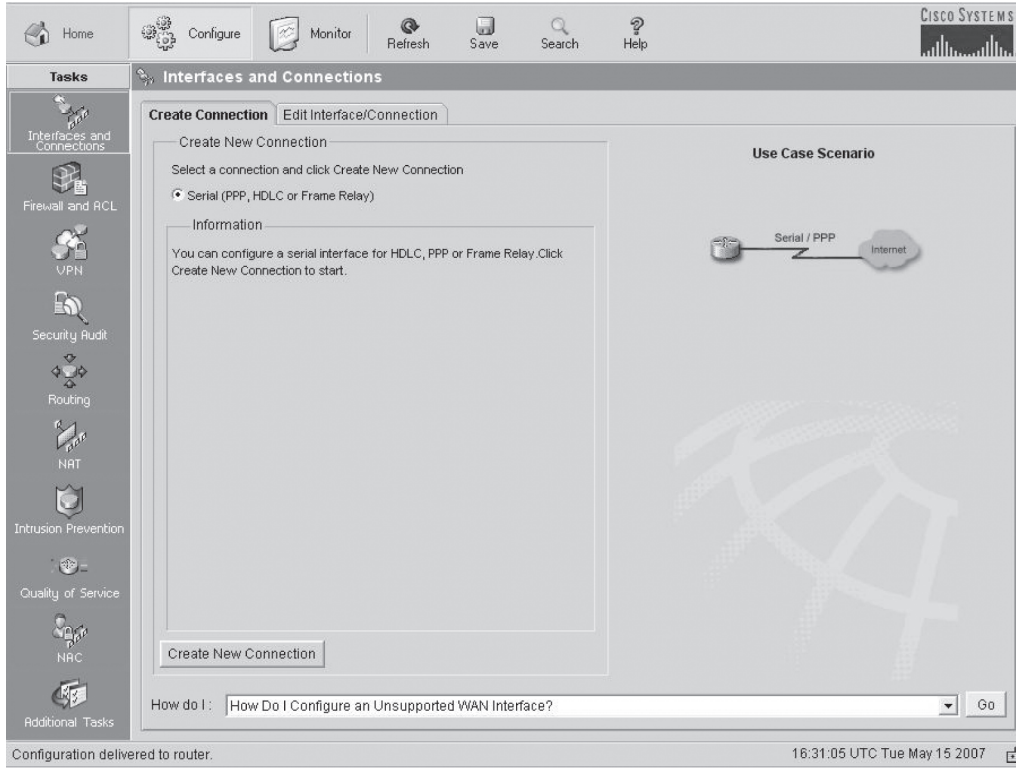 Home
Configure
Monitor
Refresh
Save
Search
Help
CISCO SYSTEMS
Tasks
Interfaces and Connections
Interfaces and
Connections
Firewall and ACL
VPN
Security Audit
Routing
NAT
Intrusion Prevention
Quality of Service
NAC
Additional Tasks
Create Connection
Edit Interface/Connection
Create New Connection
Select a connection and click Create New Connection
Serial (PPP, HDLC or Frame Relay)
Information
You can configure a serial interface for HDLC, PPP or Frame Relay.Click
Create New Connection to start.
Use Case Scenario
Serial / PPP
Internet
Create New Connection
How do I :
How Do I Configure an Unsupported WAN Interface?
Go
Configuration delivered to router.
16:31:05 UTC Tue May 15 2007